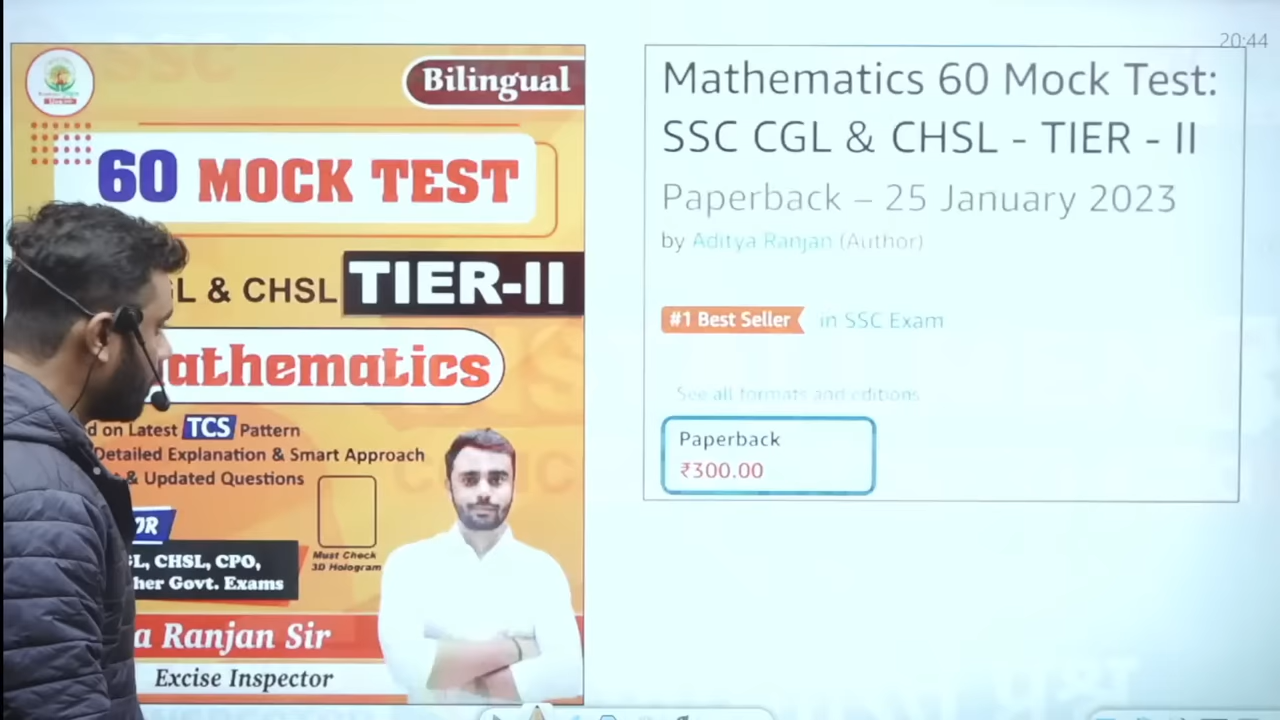 Bilingual
60 MOCK TEST
L & CHSL TIER-II
athematics
d on Latest TCS Pattern
Detailed Explanation & Smart Approach
& Updated Questions
Must Check
3D Hologram
L, CHSL, CPO,
her Govt. Exams
a Ranjan Sir
Excise Inspector
20:44
Mathematics 60 Mock Test:
SSC CGL & CHSL - TIER - II
Paperback – 25 January 2023
by Aditya Ranjan (Author)
#1 Best Seller in SSC Exam
See all formats and editions
Paperback
₹300.00